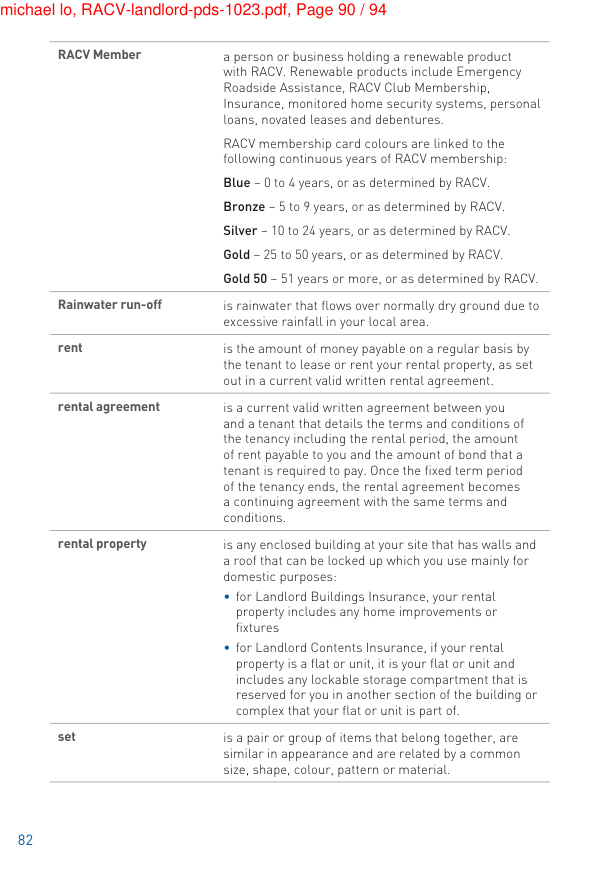 michael lo, RACV-landlord-pds-1023.pdf, Page 90 / 94
RACV Member
a person or business holding a renewable product
with RACV. Renewable products include Emergency
Roadside Assistance, RACV Club Membership,
Insurance, monitored home security systems, personal
loans, novated leases and debentures.
RACV membership card colours are linked to the
following continuous years of RACV membership:
Blue – 0 to 4 years, or as determined by RACV.
Bronze – 5 to 9 years, or as determined by RACV.
Silver – 10 to 24 years, or as determined by RACV.
Gold – 25 to 50 years, or as determined by RACV.
Gold 50 – 51 years or more, or as determined by RACV.
Rainwater run-off
is rainwater that flows over normally dry ground due to
excessive rainfall in your local area.
rent
is the amount of money payable on a regular basis by
the tenant to lease or rent your rental property, as set
out in a current valid written rental agreement.
rental agreement
is a current valid written agreement between you
and a tenant that details the terms and conditions of
the tenancy including the rental period, the amount
of rent payable to you and the amount of bond that a
tenant is required to pay. Once the fixed term period
of the tenancy ends, the rental agreement becomes
a continuing agreement with the same terms and
conditions.
rental property
is any enclosed building at your site that has walls and
a roof that can be locked up which you use mainly for
domestic purposes:
• for Landlord Buildings Insurance, your rental
property includes any home improvements or
fixtures
• for Landlord Contents Insurance, if your rental
property is a flat or unit, it is your flat or unit and
includes any lockable storage compartment that is
reserved for you in another section of the building or
complex that your flat or unit is part of.
set
is a pair or group of items that belong together, are
similar in appearance and are related by a common
size, shape, colour, pattern or material.
82